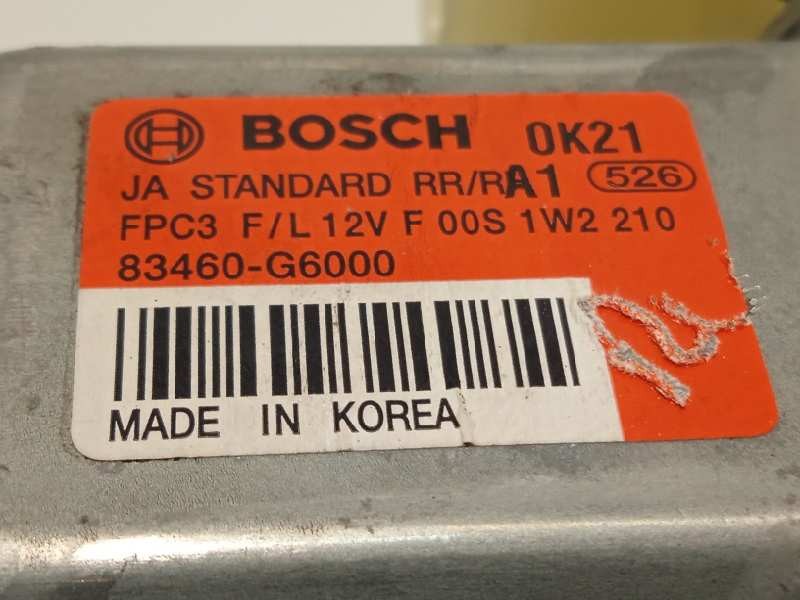 BOSCH 0K21
JA STANDARD RR/RA1 526
FPC3 F/L 12V F 00S 1W2 210
83460-G6000
MADE IN KOREA